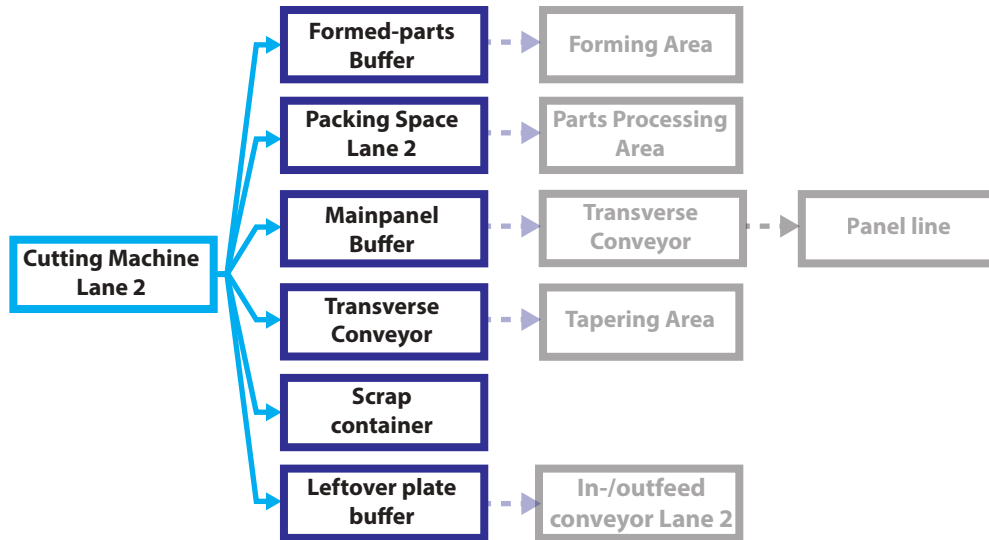 Formed-parts
Buffer
Forming Area
Packing Space
Lane 2
Parts Processing
Area
Mainpanel
Buffer
Transverse
Conveyor
Panel line
Cutting Machine
Lane 2
Transverse
Conveyor
Tapering Area
Scrap
container
Leftover plate
buffer
In-/outfeed
conveyor Lane 2